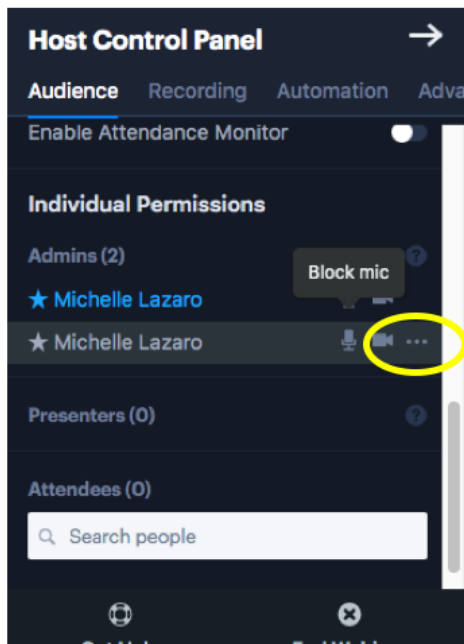 Host Control Panel
Audience Recording Automation Adva
Enable Attendance Monitor
Individual Permissions
Admins (2)
Block mic
Michelle Lazaro
Michelle Lazaro
Presenters (0)
Attendees (0)
Search people